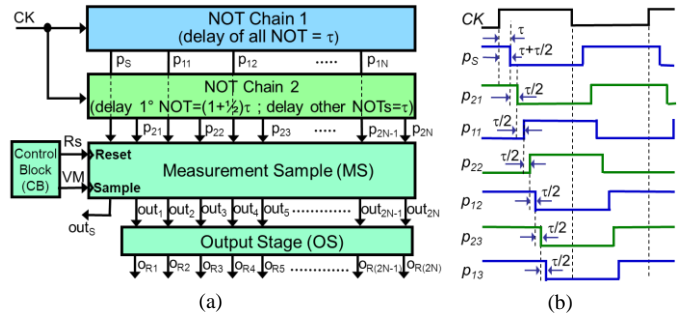 CK
NOT Chain 1
(delay of all NOT = τ)
pS p11 p12 ..... p1N
NOT Chain 2
(delay 1° NOT=(1+½)τ ; delay other NOTs=τ)
p21 p22 p23 ..... p2N-1 p2N
Control
Block
(CB)
Rs
VM
Reset
Measurement Sample (MS)
Sample
outS
out1 out2 out3 out4 out5 ............ out2N-1 out2N
Output Stage (OS)
oR1 oR2 oR3 oR4 oR5 ............. oR(2N-1) oR(2N)
(a)
CK
τ
pS
τ+τ/2
p21
τ/2
p11
τ/2
p22
τ/2
p12
τ/2
p23
τ/2
p13
τ/2
(b)